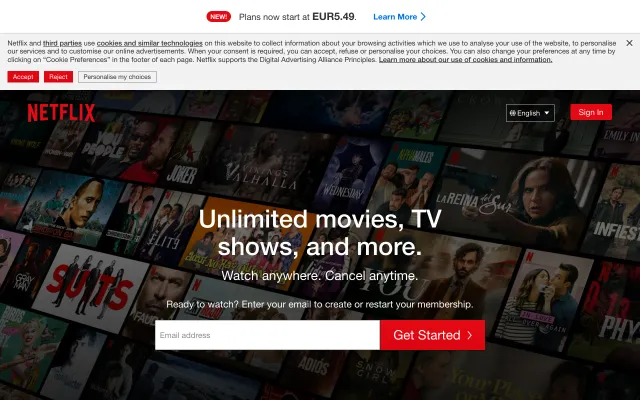 NEW! Plans now start at EUR5.49. Learn More
Netflix and third parties use cookies and similar technologies on this website to collect information about your browsing activities which we use to analyse your use of the website, to personalise
our services and to customise our online advertisements. When your consent is required, you can accept, refuse or personalise your choices. You can also change your preferences at any time by
clicking on “Cookie Preferences” in the footer of each page. Netflix supports the Digital Advertising Alliance Principles. Learn more about our use of cookies and information.
Accept Reject Personalise my choices
NETFLIX English Sign In
JOKER
VALHALLA
WEDNESDAY
LA REINA del Sur
ELITE
SUITS
YOU
Unlimited movies, TV
shows, and more.
Watch anywhere. Cancel anytime.
Ready to watch? Enter your email to create or restart your membership.
Email address Get Started
ADIÓS
SNOW
GIRL